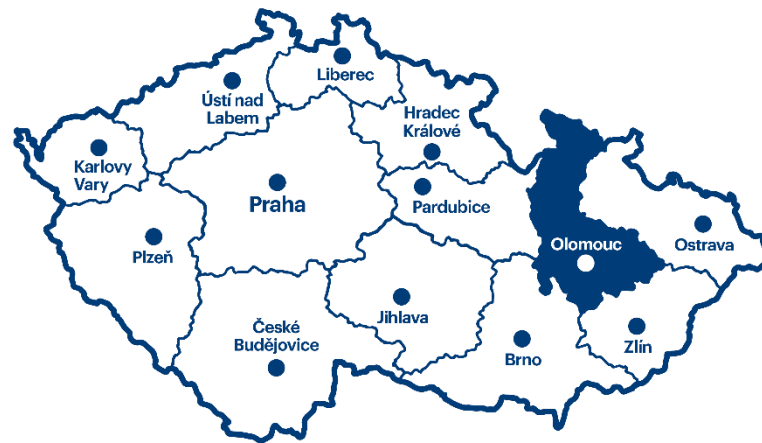 Liberec
Ústí nad
Labem
Hradec
Králové
Karlovy
Vary
Praha
Pardubice
Olomouc
Ostrava
Plzeň
Jihlava
České
Budějovice
Brno
Zlín